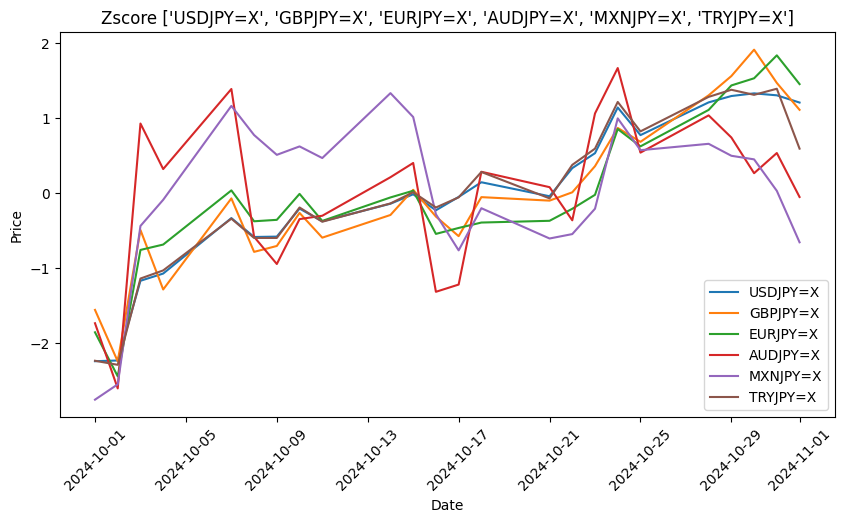 Zscore ['USDJPY=X', 'GBPJPY=X', 'EURJPY=X', 'AUDJPY=X', 'MXNJPY=X', 'TRYJPY=X']
2
1
0
−1
−2
Price
USDJPY=X
GBPJPY=X
EURJPY=X
AUDJPY=X
MXNJPY=X
TRYJPY=X
2024-10-01
2024-10-05
2024-10-09
2024-10-13
2024-10-17
2024-10-21
2024-10-25
2024-10-29
2024-11-01
Date